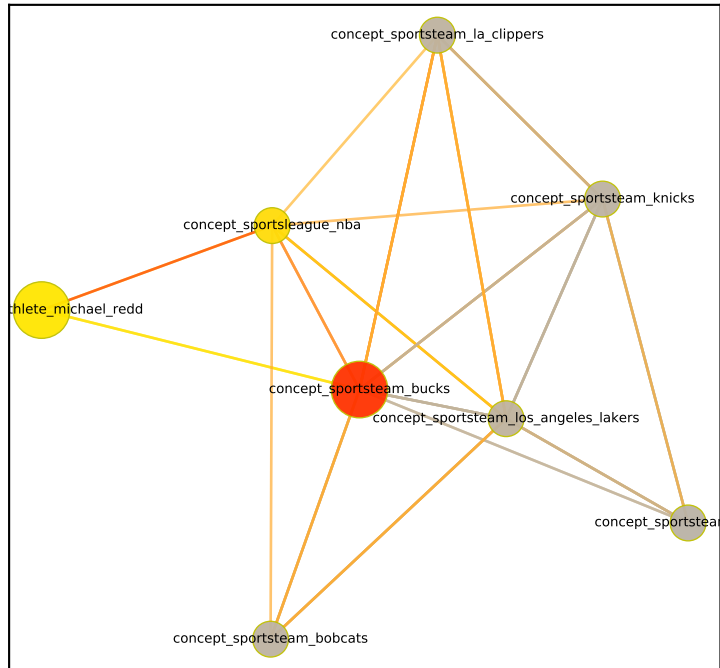 concept_sportsteam_la_clippers
concept_sportsteam_knicks
concept_sportsleague_nba
thlete_michael_redd
concept_sportsteam_bucks
concept_sportsteam_los_angeles_lakers
concept_sportsteam
concept_sportsteam_bobcats